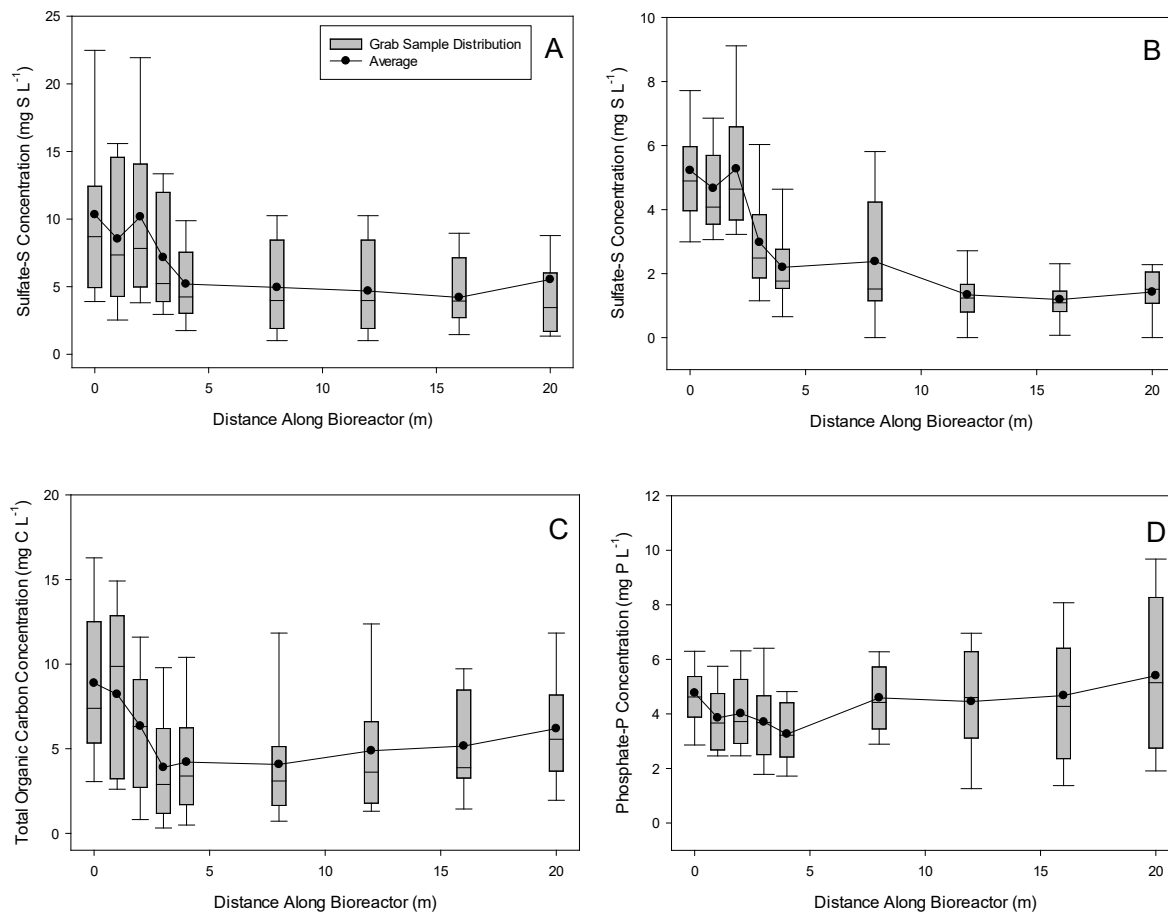 A
Grab Sample Distribution
Average
Sulfate-S Concentration (mg S L⁻¹)
25
20
15
10
5
0
0 5 10 15 20
Distance Along Bioreactor (m)
B
Sulfate-S Concentration (mg S L⁻¹)
10
8
6
4
2
0
0 5 10 15 20
Distance Along Bioreactor (m)
C
Total Organic Carbon Concentration (mg C L⁻¹)
20
15
10
5
0
0 5 10 15 20
Distance Along Bioreactor (m)
D
Phosphate-P Concentration (mg P L⁻¹)
12
10
8
6
4
2
0
0 5 10 15 20
Distance Along Bioreactor (m)